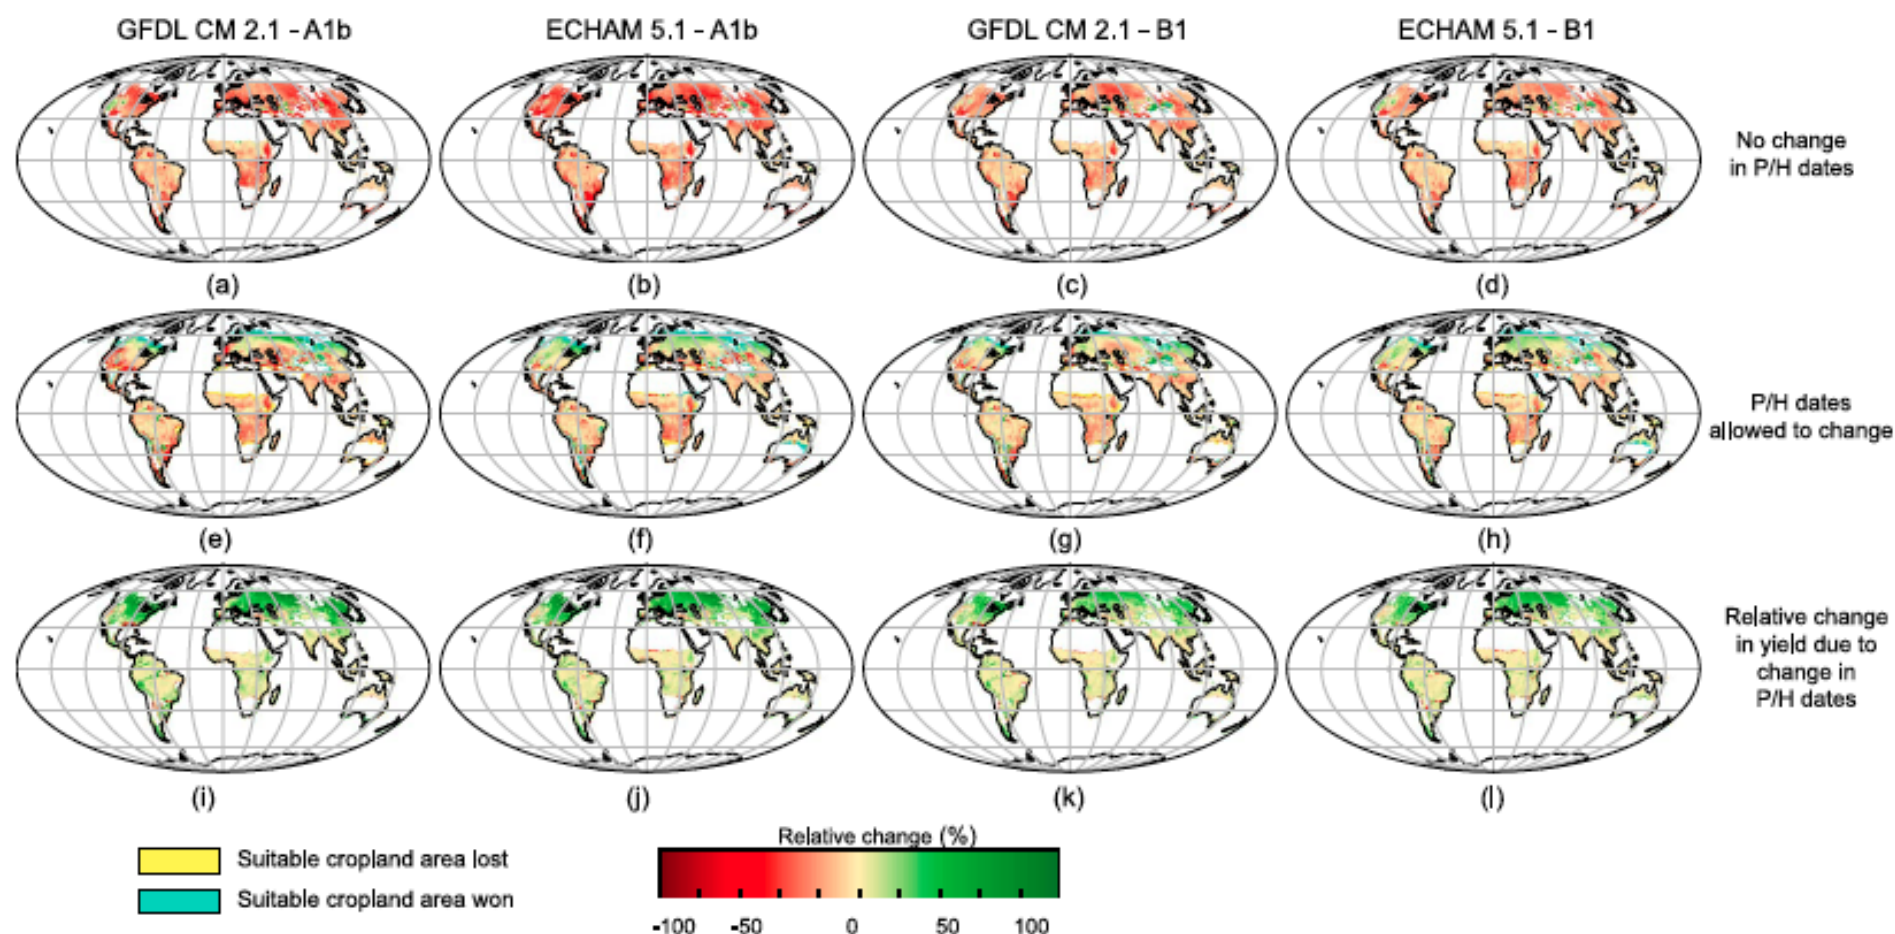 GFDL CM 2.1 – A1b
ECHAM 5.1 - A1b
GFDL CM 2.1 – B1
ECHAM 5.1 - B1
No change
in P/H dates
(a)
(b)
(c)
(d)
P/H dates
allowed to change
(e)
(f)
(g)
(h)
Relative change
in yield due to
change in
P/H dates
(i)
(j)
(k)
(l)
Relative change (%)
Suitable cropland area lost
Suitable cropland area won
-100 -50 0 50 100